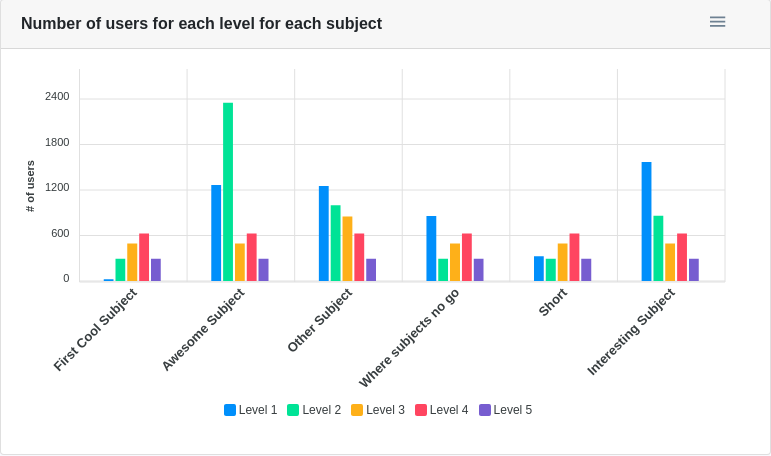 Number of users for each level for each subject
# of users
2400
1800
1200
600
0
First Cool Subject
Awesome Subject
Other Subject
Where subjects no go
Short
Interesting Subject
Level 1 Level 2 Level 3 Level 4 Level 5